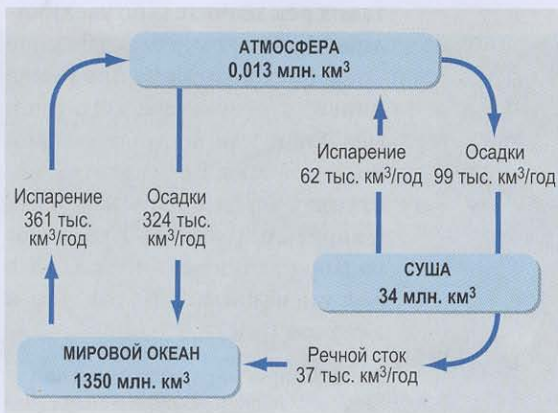 АТМОСФЕРА
0,013 млн. км³
Испарение
361 тыс.
км³/год
Осадки
324 тыс.
км³/год
Испарение
62 тыс. км³/год
Осадки
99 тыс. км³/год
СУША
34 млн. км³
МИРОВОЙ ОКЕАН
1350 млн. км³
Речной сток
37 тыс. км³/год